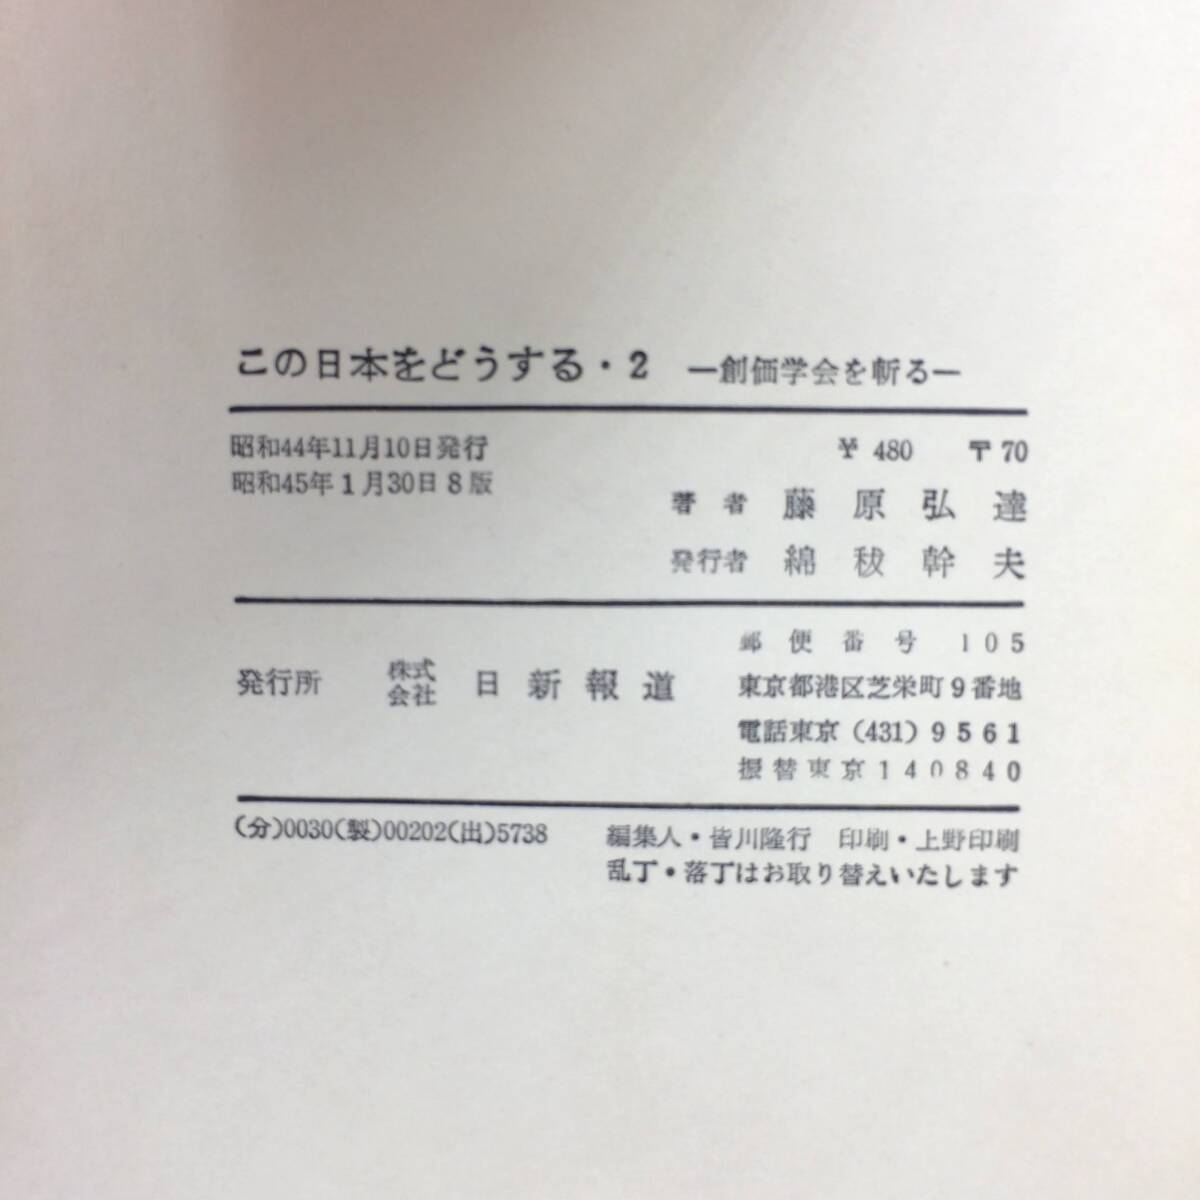 この日本をどうする・2 ―創価学会を斬る―
昭和44年11月10日発行
昭和45年1月30日8版
￥480 〒70
著者 藤原弘達
発行者 綿秡幹夫
発行所 株式会社 日新報道
郵便番号 105
東京都港区芝栄町9番地
電話東京(431)9561
振替東京140840
(分)0030(製)00202(出)5738
編集人・皆川隆行 印刷・上野印刷
乱丁・落丁はお取り替えいたします